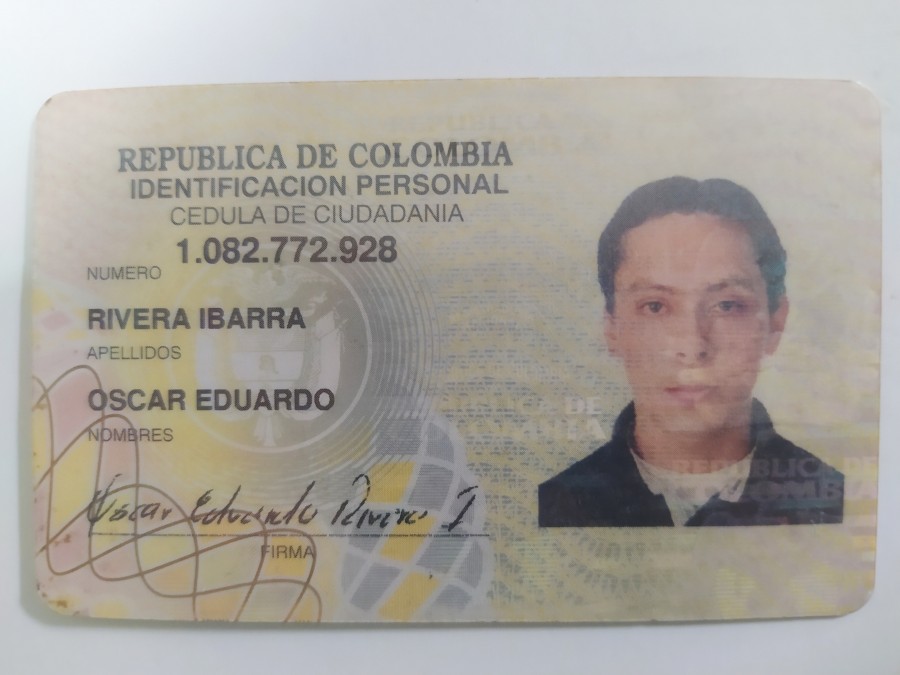 REPUBLICA DE COLOMBIA
IDENTIFICACION PERSONAL
CEDULA DE CIUDADANIA
1.082.772.928
NUMERO
RIVERA IBARRA
APELLIDOS
OSCAR EDUARDO
NOMBRES
Oscar Eduardo Rivera I
FIRMA
REPUBLICA DE
COLOMBIA